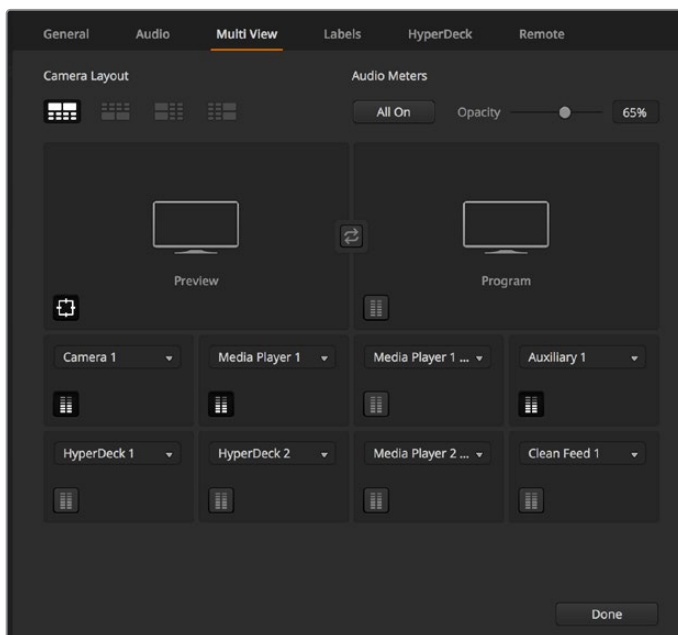 General Audio Multi View Labels HyperDeck Remote
Camera Layout Audio Meters
All On Opacity 65%
Preview Program
Camera 1 Media Player 1 Media Player 1 ... Auxiliary 1
HyperDeck 1 HyperDeck 2 Media Player 2 ... Clean Feed 1
Done